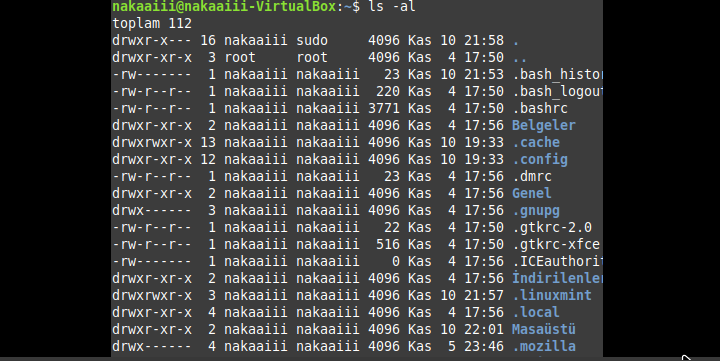 nakaaiii@nakaaiii-VirtualBox:~$ ls -al
toplam 112
drwxr-x--- 16 nakaaiii sudo     4096 Kas 10 21:58 .
drwxr-xr-x  3 root     root     4096 Kas  4 17:50 ..
-rw-------  1 nakaaiii nakaaiii   23 Kas 10 21:53 .bash_histor
-rw-r--r--  1 nakaaiii nakaaiii  220 Kas  4 17:50 .bash_logout
-rw-r--r--  1 nakaaiii nakaaiii 3771 Kas  4 17:50 .bashrc
drwxr-xr-x  2 nakaaiii nakaaiii 4096 Kas  4 17:56 Belgeler
drwxrwxr-x 13 nakaaiii nakaaiii 4096 Kas 10 19:33 .cache
drwxr-xr-x 12 nakaaiii nakaaiii 4096 Kas 10 19:33 .config
-rw-r--r--  1 nakaaiii nakaaiii   23 Kas  4 17:56 .dmrc
drwxr-xr-x  2 nakaaiii nakaaiii 4096 Kas  4 17:56 Genel
drwx------  3 nakaaiii nakaaiii 4096 Kas  4 17:56 .gnupg
-rw-r--r--  1 nakaaiii nakaaiii   22 Kas  4 17:50 .gtkrc-2.0
-rw-r--r--  1 nakaaiii nakaaiii  516 Kas  4 17:50 .gtkrc-xfce
-rw-------  1 nakaaiii nakaaiii    0 Kas  4 17:56 .ICEauthorit
drwxr-xr-x  2 nakaaiii nakaaiii 4096 Kas  4 17:56 İndirilenler
drwxrwxr-x  3 nakaaiii nakaaiii 4096 Kas 10 21:57 .linuxmint
drwxr-xr-x  4 nakaaiii nakaaiii 4096 Kas  4 17:56 .local
drwxr-xr-x  2 nakaaiii nakaaiii 4096 Kas 10 22:01 Masaüstü
drwx------  4 nakaaiii nakaaiii 4096 Kas  5 23:46 .mozilla